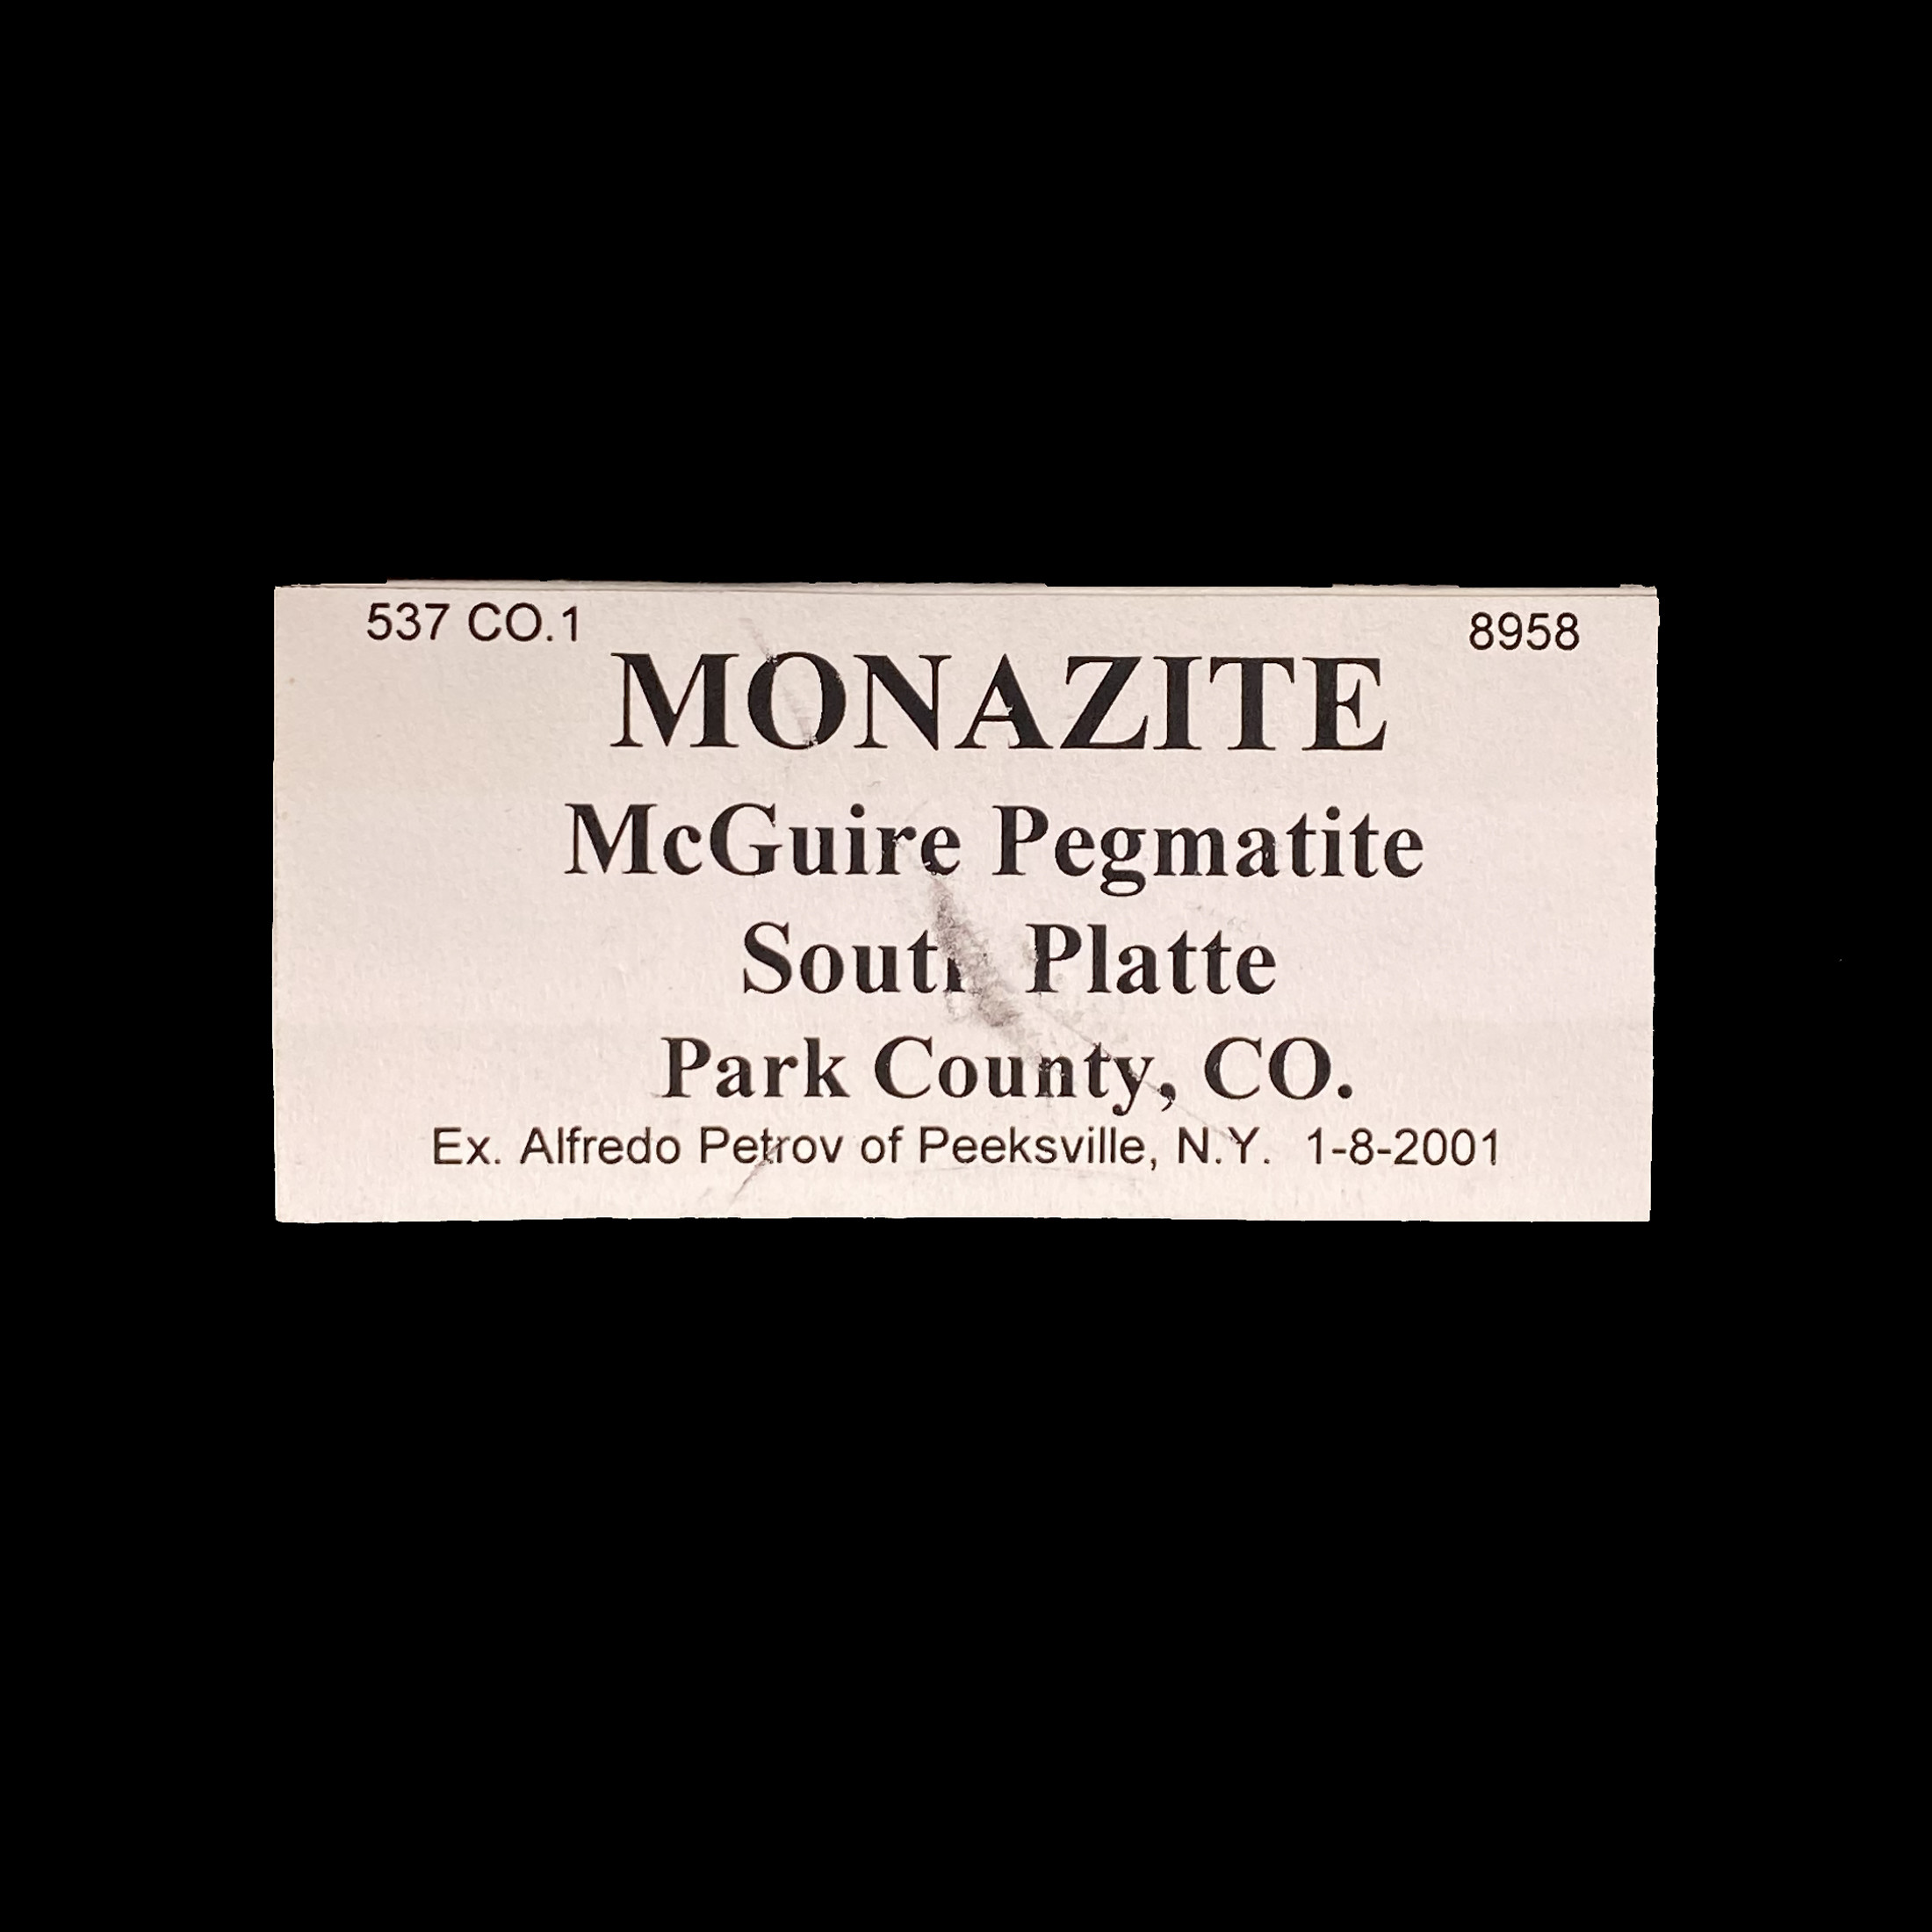 537 CO.1 8958
MONAZITE
McGuire Pegmatite
South Platte
Park County, CO.
Ex. Alfredo Petrov of Peeksville, N.Y. 1-8-2001